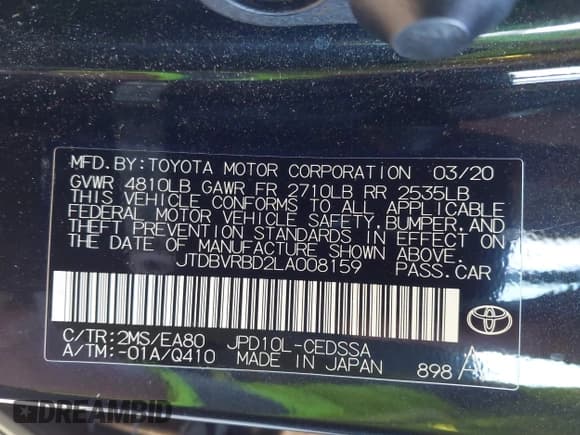 MFD.BY:TOYOTA MOTOR CORPORATION 03/20
GVWR 4810LB GAWR FR 2710LB RR 2535LB
THIS VEHICLE CONFORMS TO ALL APPLICABLE
FEDERAL MOTOR VEHICLE SAFETY,BUMPER,AND
THEFT PREVENTION STANDARDS IN EFFECT ON
THE DATE OF MANUFACTURE SHOWN ABOVE.
JTDBVRBD2LA008159 PASS.CAR
C/TR:2MS/EA80 JPD10L-CEDSSA
A/TM:-01A/Q410 MADE IN JAPAN 898 A
DREAMBID